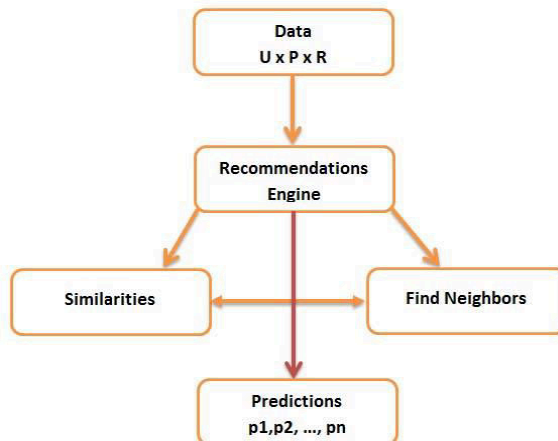 Data
U x P x R
Recommendations
Engine
Similarities
Find Neighbors
Predictions
p1,p2, ..., pn